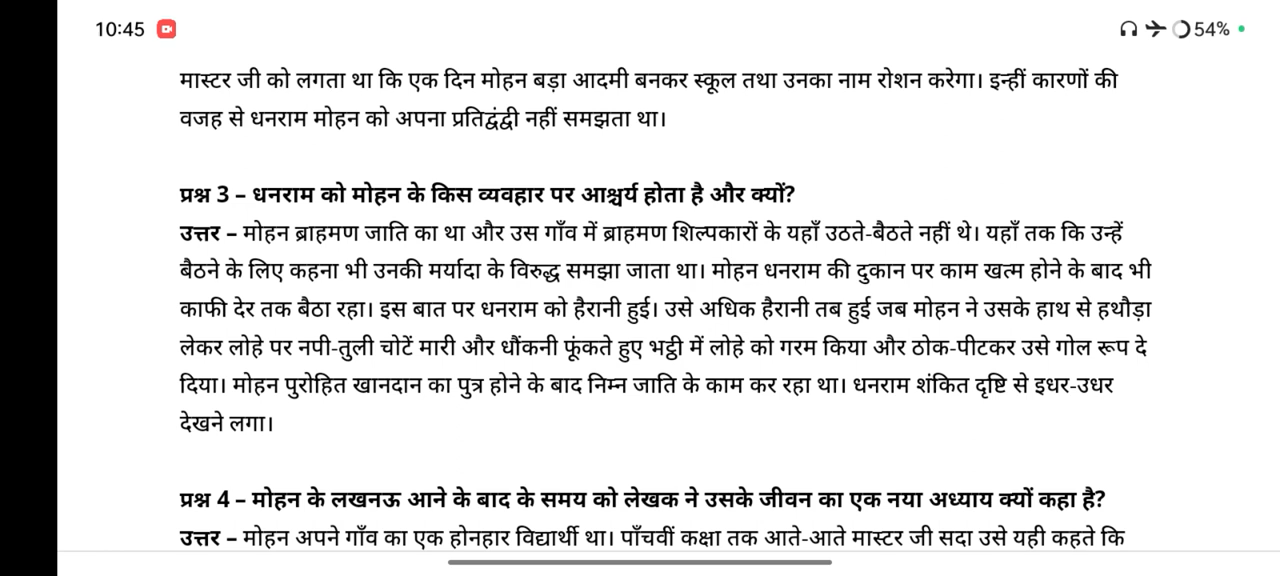 10:45
54%
मास्टर जी को लगता था कि एक दिन मोहन बड़ा आदमी बनकर स्कूल तथा उनका नाम रोशन करेगा। इन्हीं कारणों की
वजह से धनराम मोहन को अपना प्रतिद्वंद्वी नहीं समझता था।
प्रश्न 3 – धनराम को मोहन के किस व्यवहार पर आश्चर्य होता है और क्यों?
उत्तर – मोहन ब्राहमण जाति का था और उस गाँव में ब्राहमण शिल्पकारों के यहाँ उठते-बैठते नहीं थे। यहाँ तक कि उन्हें
बैठने के लिए कहना भी उनकी मर्यादा के विरुद्ध समझा जाता था। मोहन धनराम की दुकान पर काम खत्म होने के बाद भी
काफी देर तक बैठा रहा। इस बात पर धनराम को हैरानी हुई। उसे अधिक हैरानी तब हुई जब मोहन ने उसके हाथ से हथौड़ा
लेकर लोहे पर नपी-तुली चोटें मारी और धौंकनी फूंकते हुए भट्ठी में लोहे को गरम किया और ठोक-पीटकर उसे गोल रूप दे
दिया। मोहन पुरोहित खानदान का पुत्र होने के बाद निम्न जाति के काम कर रहा था। धनराम शंकित दृष्टि से इधर-उधर
देखने लगा।
प्रश्न 4 – मोहन के लखनऊ आने के बाद के समय को लेखक ने उसके जीवन का एक नया अध्याय क्यों कहा है?
उत्तर – मोहन अपने गाँव का एक होनहार विद्यार्थी था। पाँचवीं कक्षा तक आते-आते मास्टर जी सदा उसे यही कहते कि